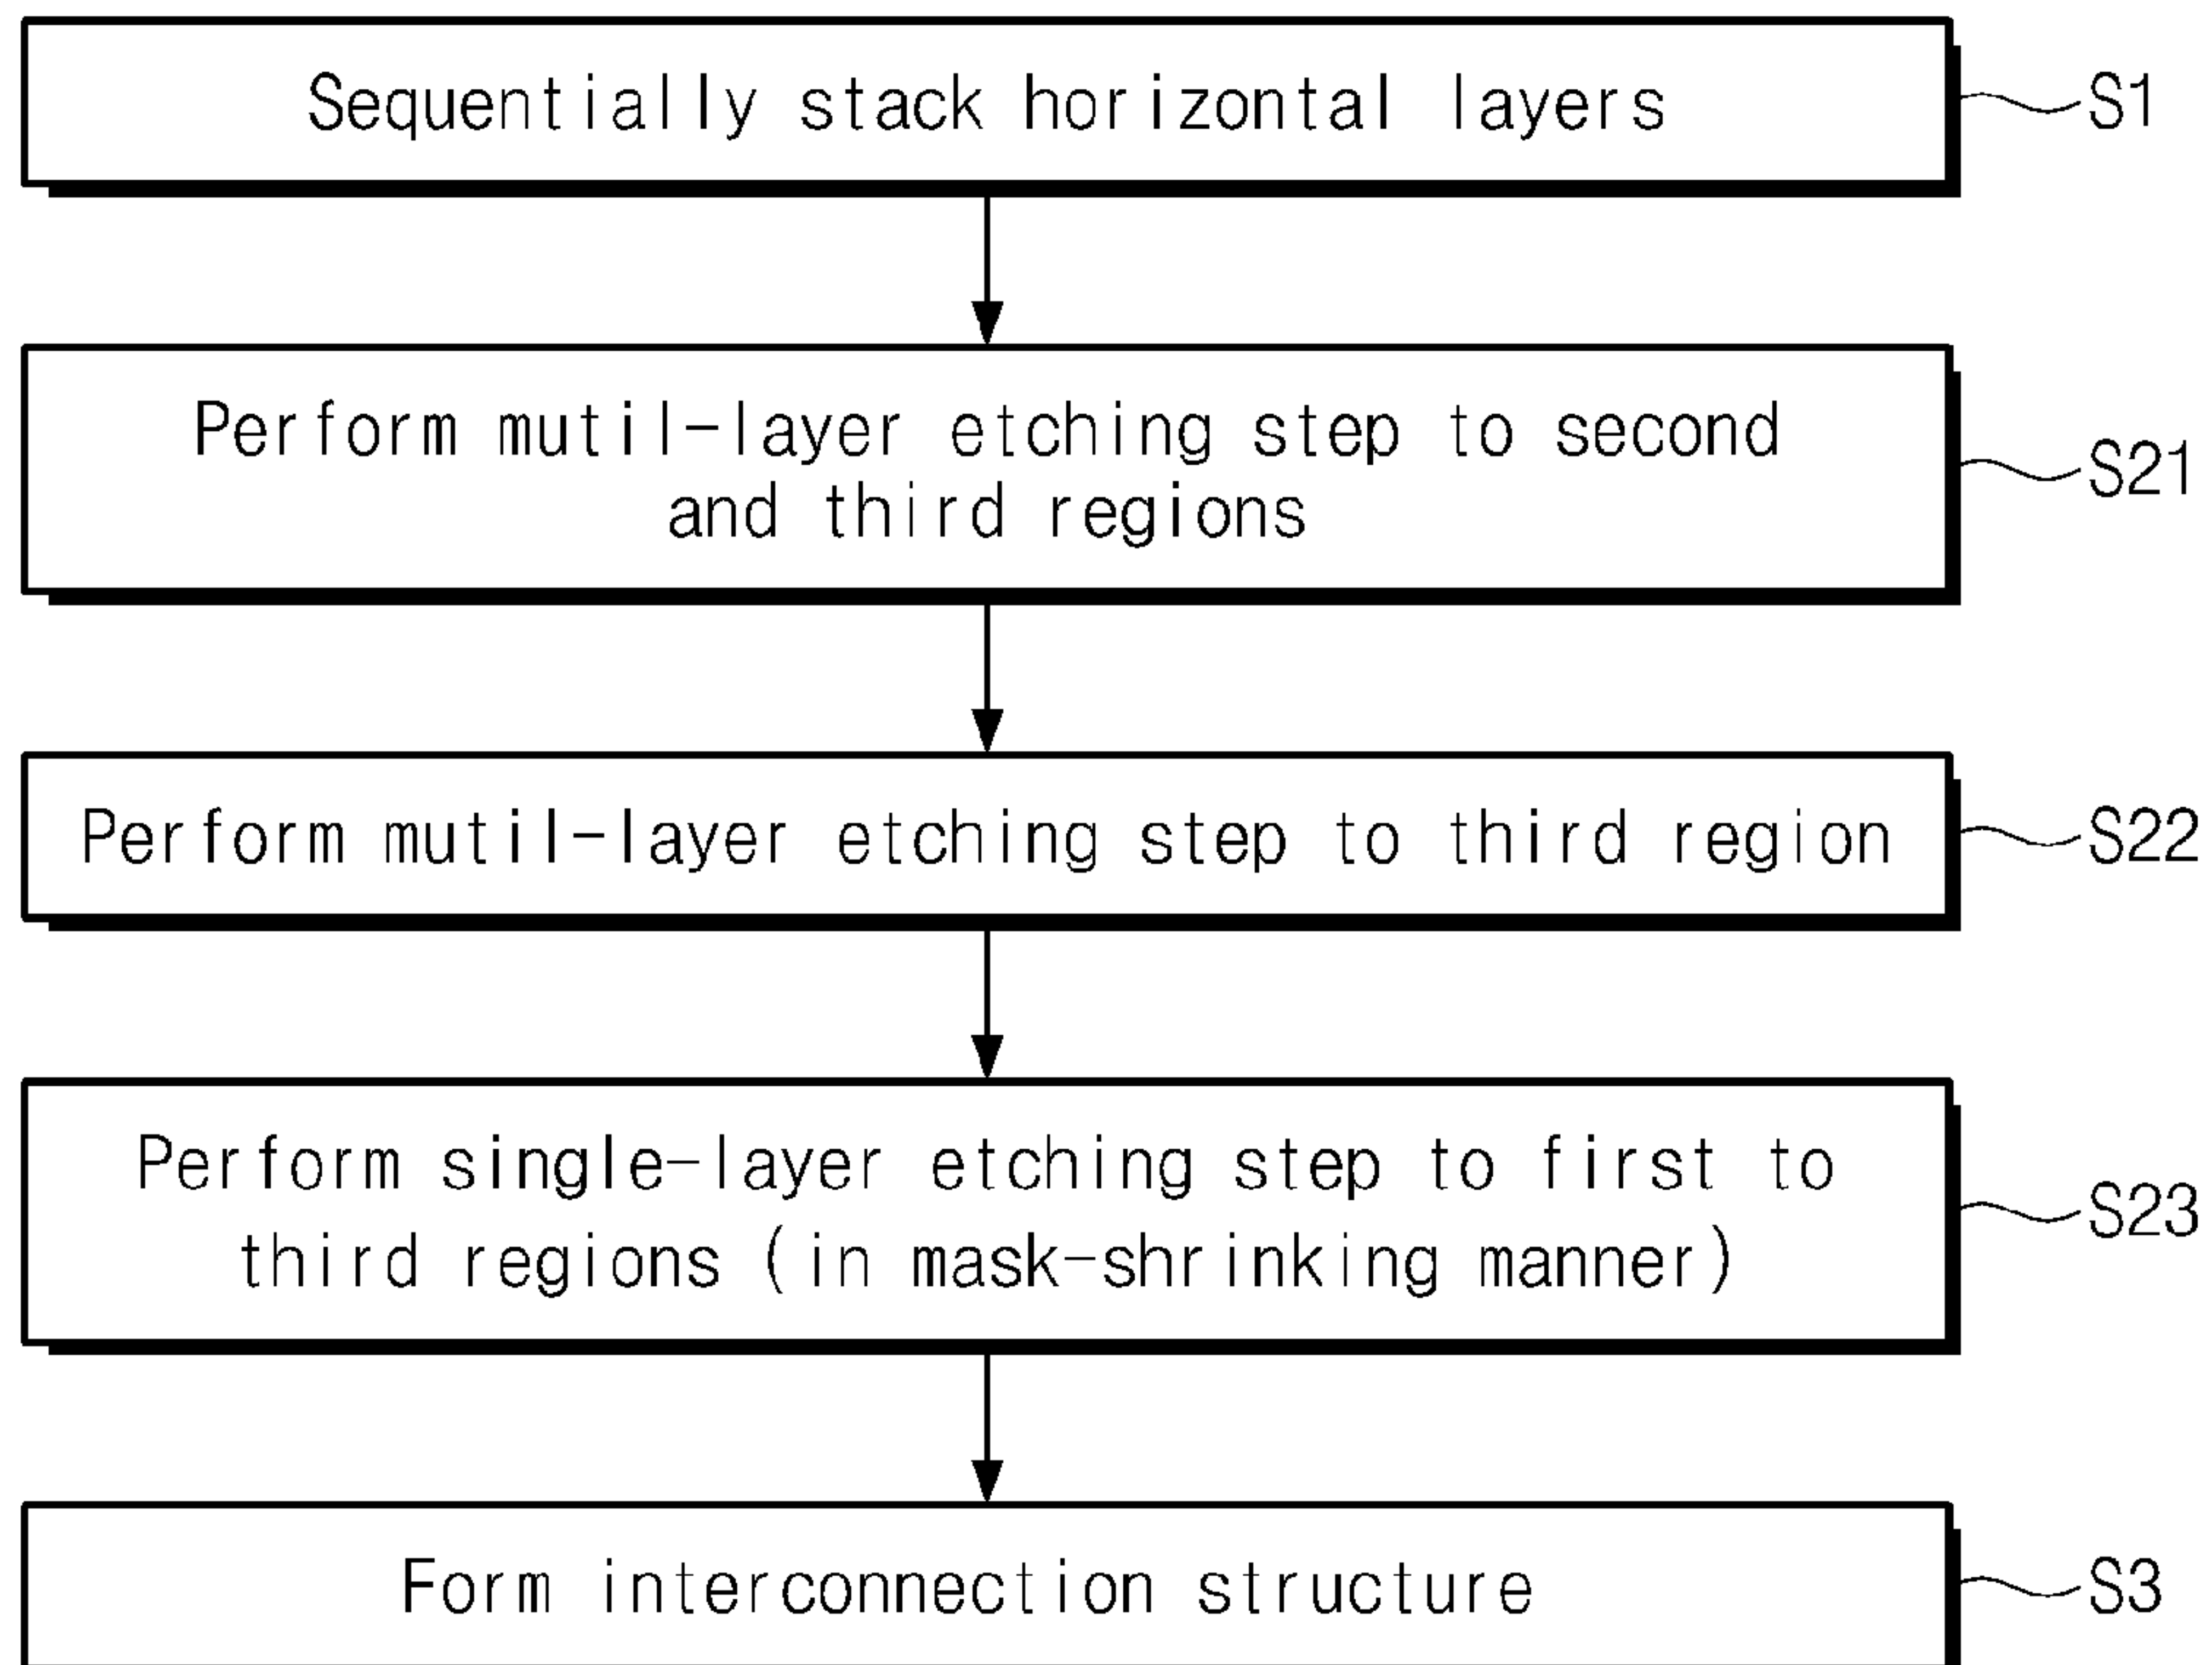 Sequentially stack horizontal layers
S1
Perform mutil-layer etching step to second
and third regions
S21
Perform mutil-layer etching step to third region
S22
Perform single-layer etching step to first to
third regions (in mask-shrinking manner)
S23
Form interconnection structure
S3